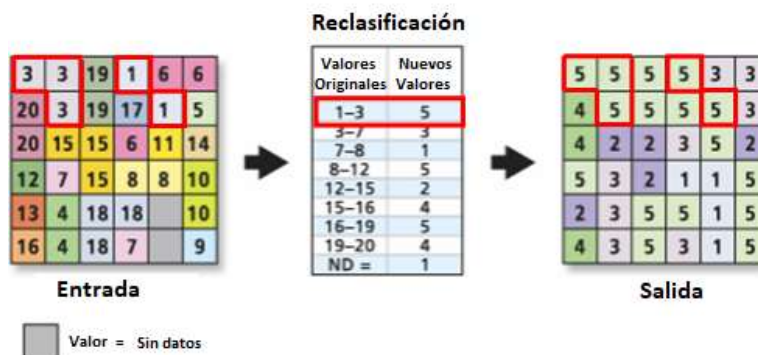 Reclasificación
3 3 19 1 6 6
20 3 19 17 1 5
20 15 15 6 11 14
12 7 15 8 8 10
13 4 18 18 10
16 4 18 7 9
Entrada
Valores Nuevos
Originales Valores
1–3 5
3–7 3
7–8 1
8–12 5
12–15 2
15–16 4
16–19 5
19–20 4
ND = 1
5 5 5 5 3 3
4 5 5 5 5 3
4 2 2 3 5 2
5 3 2 1 1 5
2 3 5 5 1 5
4 3 5 3 1 5
Salida
Valor = Sin datos